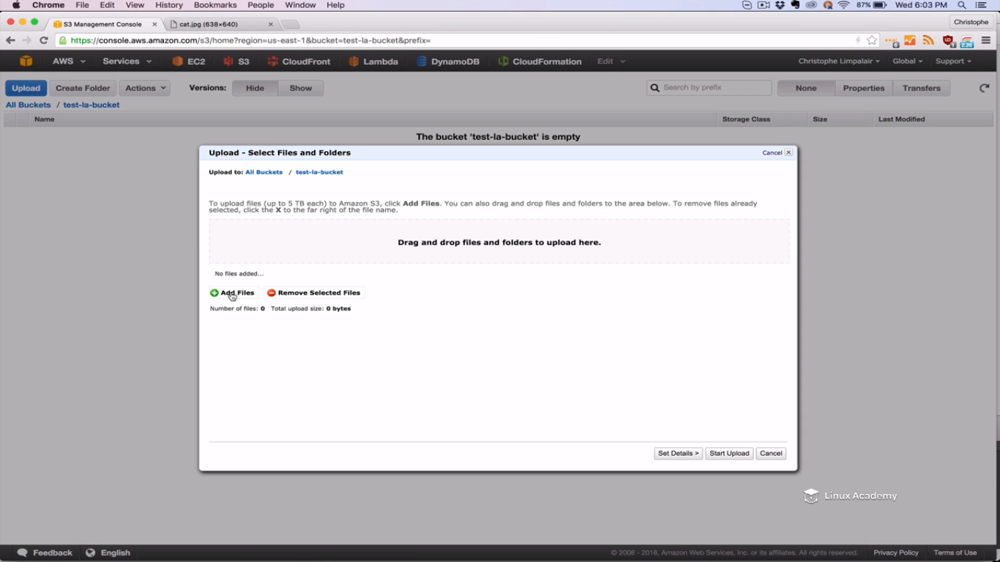 Chrome File Edit View History Bookmarks People Window Help 87% Wed 6:03 PM
S3 Management Console cat.jpg (638×640) Christophe
https://console.aws.amazon.com/s3/home?region=us-east-1&bucket=test-la-bucket&prefix=
AWS Services EC2 S3 CloudFront Lambda DynamoDB CloudFormation Edit Christophe Limpalair Global Support
Upload Create Folder Actions Versions: Hide Show Search by prefix None Properties Transfers
All Buckets / test-la-bucket
Name Storage Class Size Last Modified
The bucket 'test-la-bucket' is empty
Upload - Select Files and Folders Cancel
Upload to: All Buckets / test-la-bucket
To upload files (up to 5 TB each) to Amazon S3, click Add Files. You can also drag and drop files and folders to the area below. To remove files already
selected, click the X to the far right of the file name.
Drag and drop files and folders to upload here.
No files added...
Add Files Remove Selected Files
Number of files: 0 Total upload size: 0 bytes
Set Details > Start Upload Cancel
Linux Academy
Feedback English © 2008 - 2016, Amazon Web Services, Inc. or its affiliates. All rights reserved. Privacy Policy Terms of Use